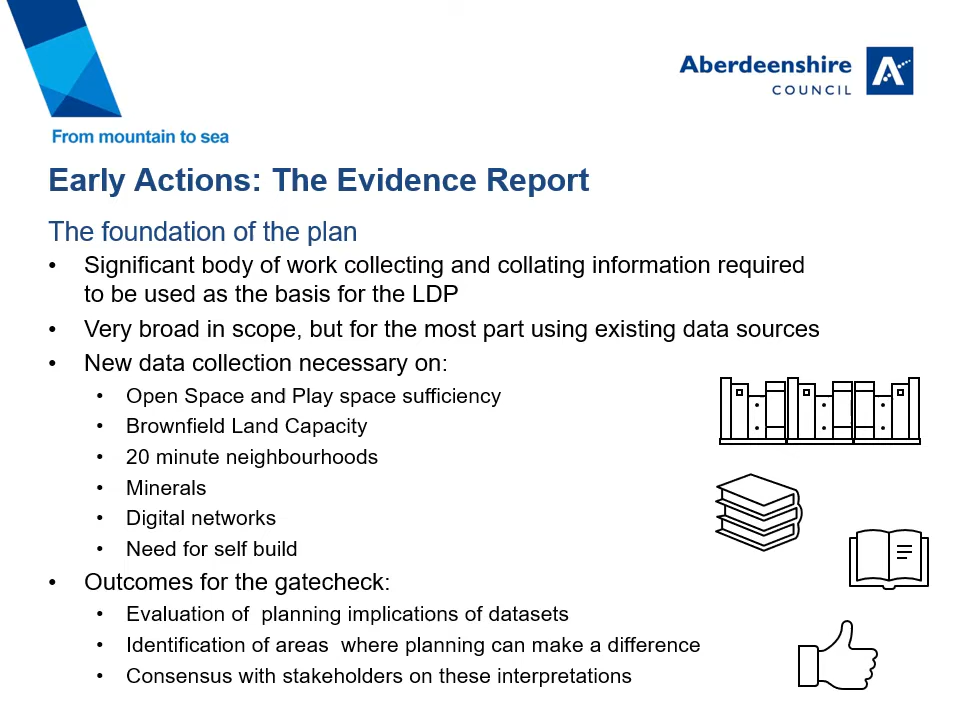 Aberdeenshire
COUNCIL
From mountain to sea
Early Actions: The Evidence Report
The foundation of the plan
• Significant body of work collecting and collating information required
to be used as the basis for the LDP
• Very broad in scope, but for the most part using existing data sources
• New data collection necessary on:
• Open Space and Play space sufficiency
• Brownfield Land Capacity
• 20 minute neighbourhoods
• Minerals
• Digital networks
• Need for self build
• Outcomes for the gatecheck:
• Evaluation of  planning implications of datasets
• Identification of areas  where planning can make a difference
• Consensus with stakeholders on these interpretations